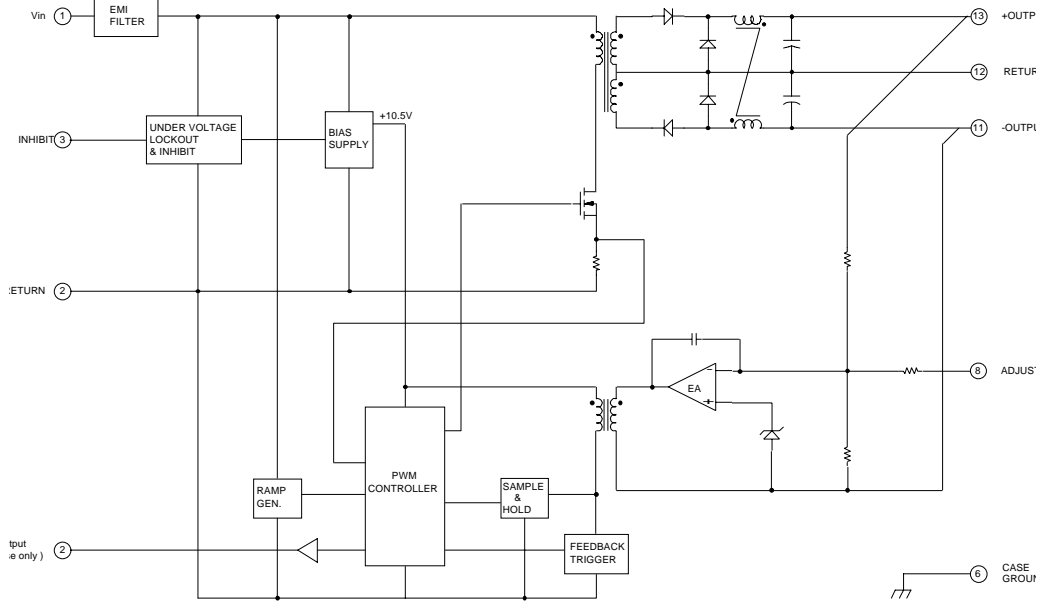 Vin
1
EMI
FILTER
13
+OUTP
12
RETUR
11
-OUTPU
INHIBIT
3
UNDER VOLTAGE
LOCKOUT
& INHIBIT
BIAS
SUPPLY
+10.5V
ETURN
2
EA
8
ADJUST
PWM
CONTROLLER
RAMP
GEN.
SAMPLE
&
HOLD
tput
e only )
2
FEEDBACK
TRIGGER
6
CASE
GROUN